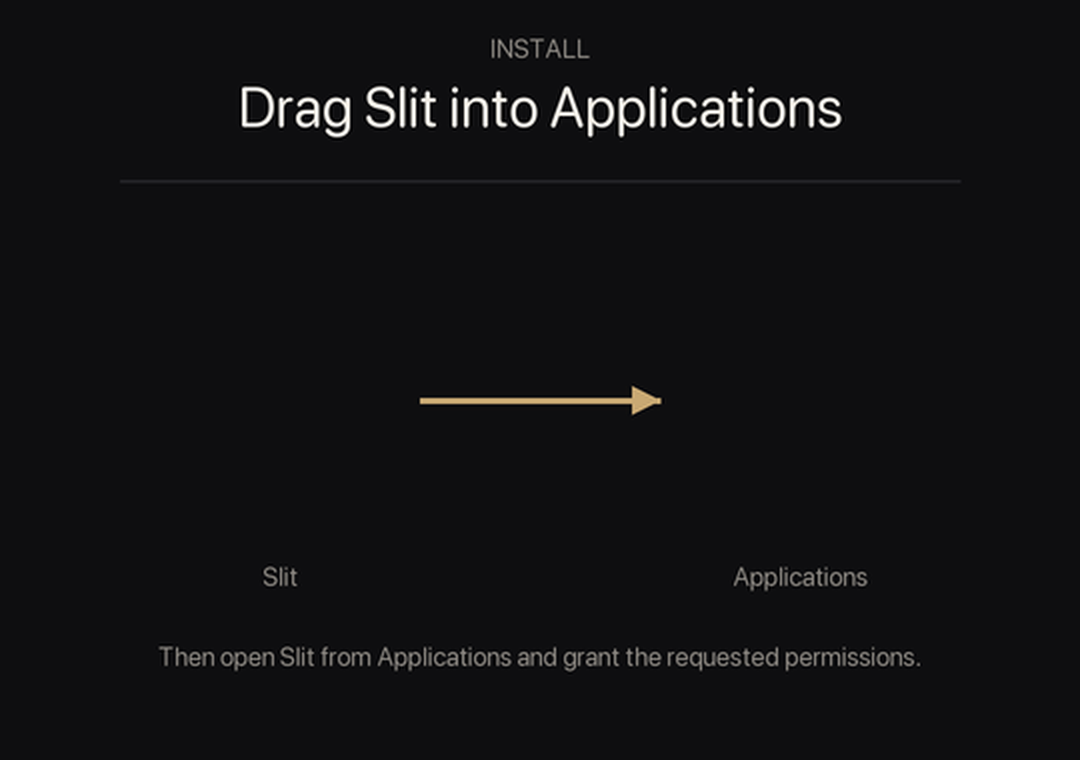 INSTALL
Drag Slit into Applications
Slit
Applications
Then open Slit from Applications and grant the requested permissions.